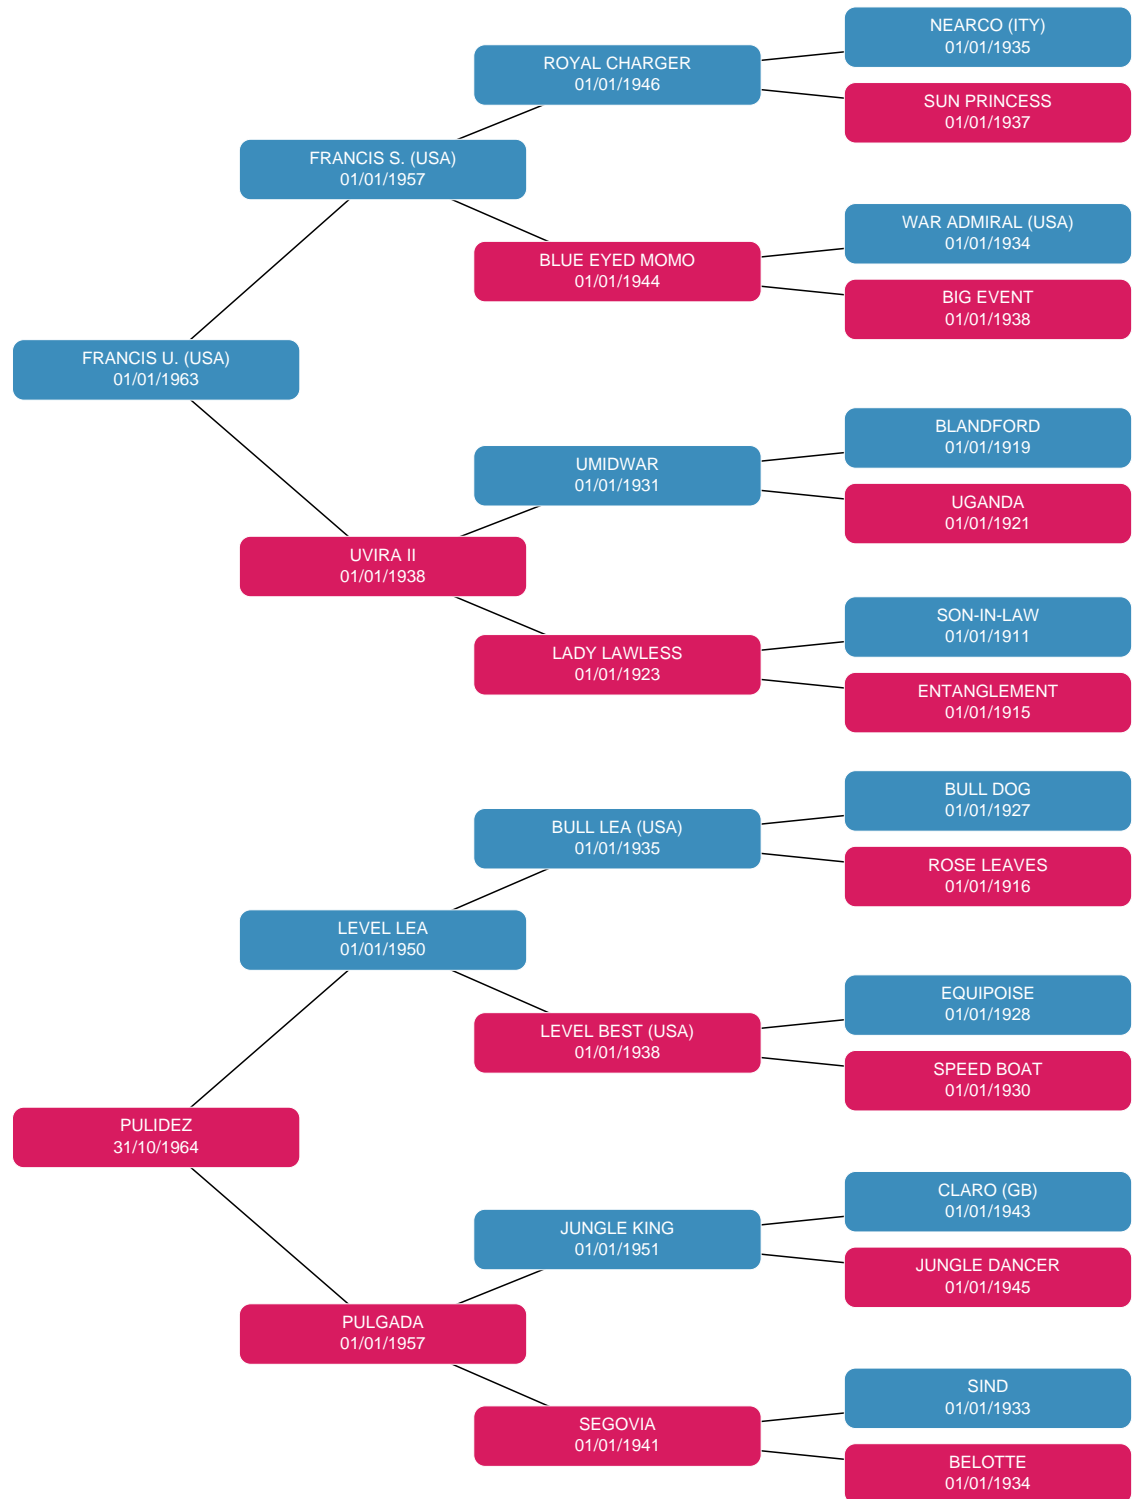 NEARCO (ITY)
01/01/1935
ROYAL CHARGER
01/01/1946
SUN PRINCESS
01/01/1937
FRANCIS S. (USA)
01/01/1957
WAR ADMIRAL (USA)
01/01/1934
BLUE EYED MOMO
01/01/1944
BIG EVENT
01/01/1938
FRANCIS U. (USA)
01/01/1963
BLANDFORD
01/01/1919
UMIDWAR
01/01/1931
UGANDA
01/01/1921
UVIRA II
01/01/1938
SON-IN-LAW
01/01/1911
LADY LAWLESS
01/01/1923
ENTANGLEMENT
01/01/1915
BULL DOG
01/01/1927
BULL LEA (USA)
01/01/1935
ROSE LEAVES
01/01/1916
LEVEL LEA
01/01/1950
EQUIPOISE
01/01/1928
LEVEL BEST (USA)
01/01/1938
SPEED BOAT
01/01/1930
PULIDEZ
31/10/1964
CLARO (GB)
01/01/1943
JUNGLE KING
01/01/1951
JUNGLE DANCER
01/01/1945
PULGADA
01/01/1957
SIND
01/01/1933
SEGOVIA
01/01/1941
BELOTTE
01/01/1934